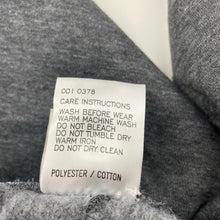 001 0378
CARE INSTRUCTIONS
WASH BEFORE WEAR
WARM MACHINE WASH
DO NOT BLEACH
DO NOT TUMBLE DRY
WARM IRON
DO NOT DRY CLEAN
POLYESTER / COTTON